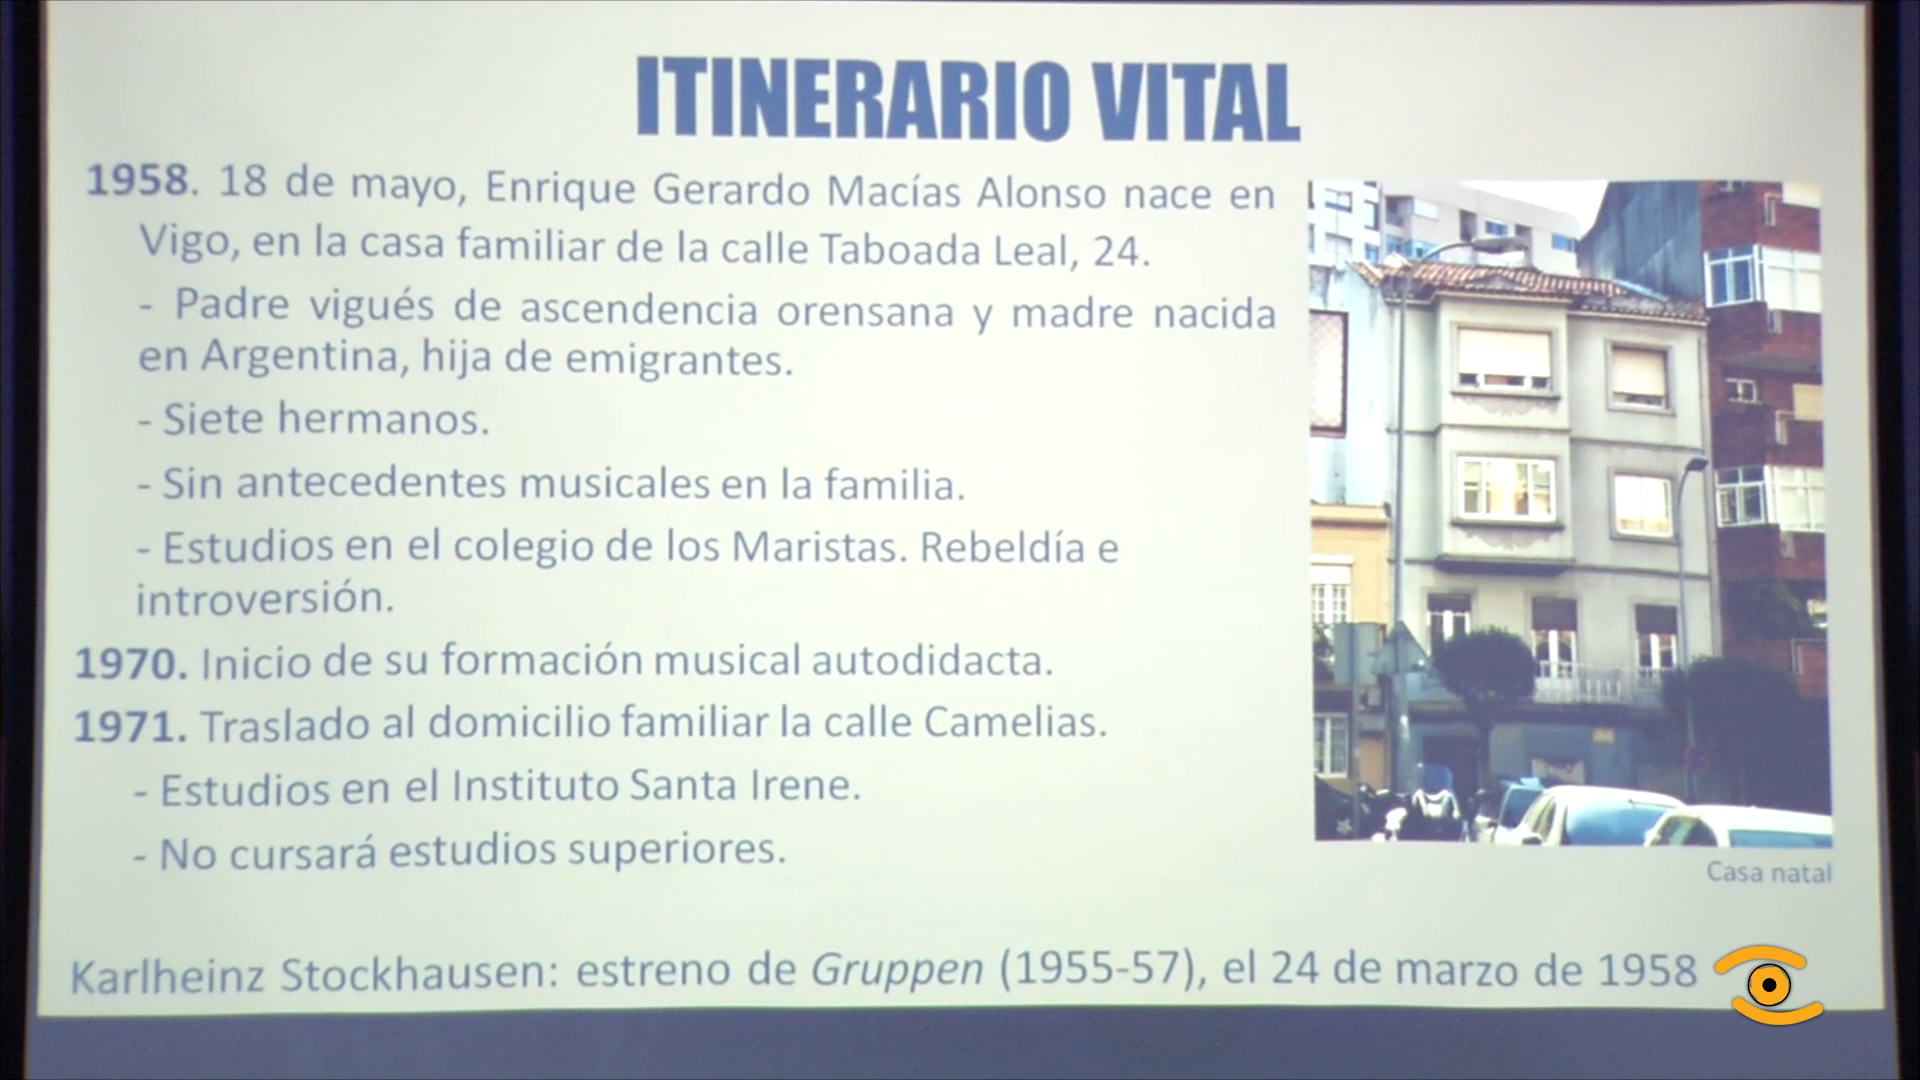 ITINERARIO VITAL
1958. 18 de mayo, Enrique Gerardo Macías Alonso nace en
Vigo, en la casa familiar de la calle Taboada Leal, 24.
- Padre vigués de ascendencia orensana y madre nacida
en Argentina, hija de emigrantes.
- Siete hermanos.
- Sin antecedentes musicales en la familia.
- Estudios en el colegio de los Maristas. Rebeldía e
introversión.
1970. Inicio de su formación musical autodidacta.
1971. Traslado al domicilio familiar la calle Camelias.
- Estudios en el Instituto Santa Irene.
- No cursará estudios superiores.
Casa natal
Karlheinz Stockhausen: estreno de Gruppen (1955-57), el 24 de marzo de 1958